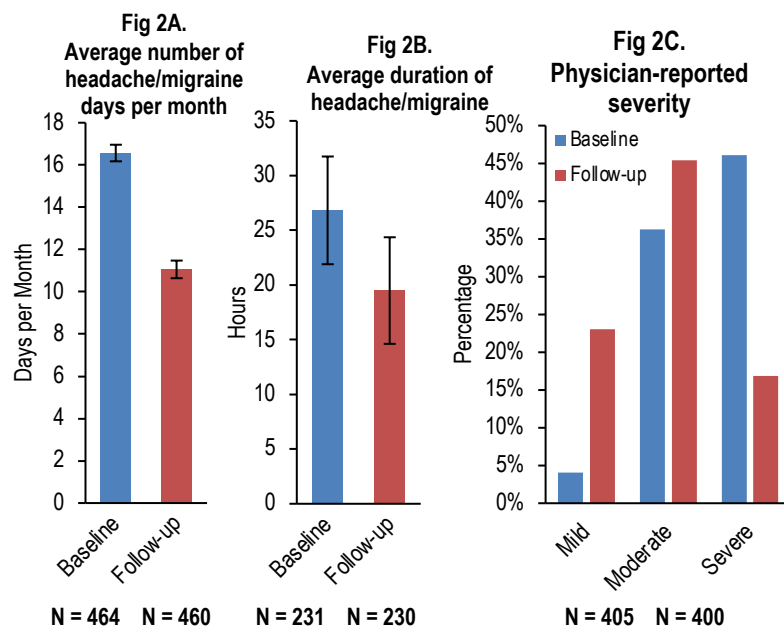 Fig 2A.
Average number of
headache/migraine
days per month
18
16
14
12
10
8
6
4
2
0
Days per Month
Baseline
Follow-up
N = 464 N = 460
Fig 2B.
Average duration of
headache/migraine
35
30
25
20
15
10
5
0
Hours
Baseline
Follow-up
N = 231 N = 230
Fig 2C.
Physician-reported
severity
50%
45%
40%
35%
30%
25%
20%
15%
10%
5%
0%
Percentage
Baseline
Follow-up
Mild
Moderate
Severe
N = 405 N = 400